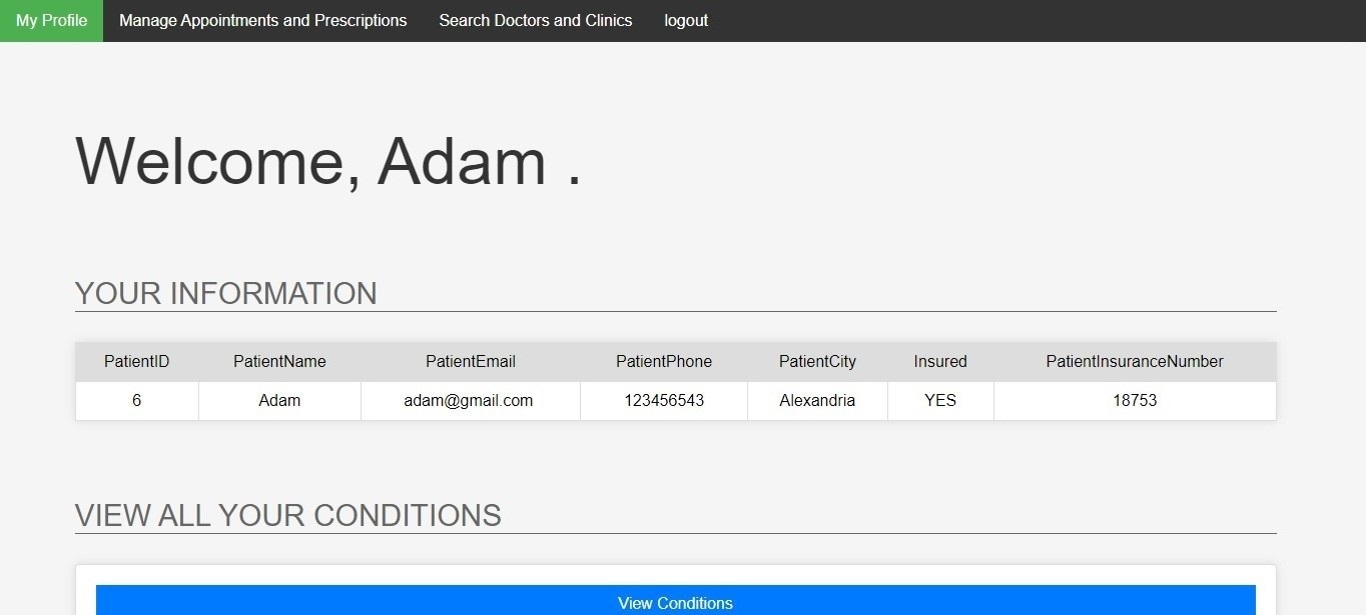 My Profile Manage Appointments and Prescriptions Search Doctors and Clinics logout
Welcome, Adam .
YOUR INFORMATION
PatientID PatientName PatientEmail PatientPhone PatientCity Insured PatientInsuranceNumber
6 Adam adam@gmail.com 123456543 Alexandria YES 18753
VIEW ALL YOUR CONDITIONS
View Conditions